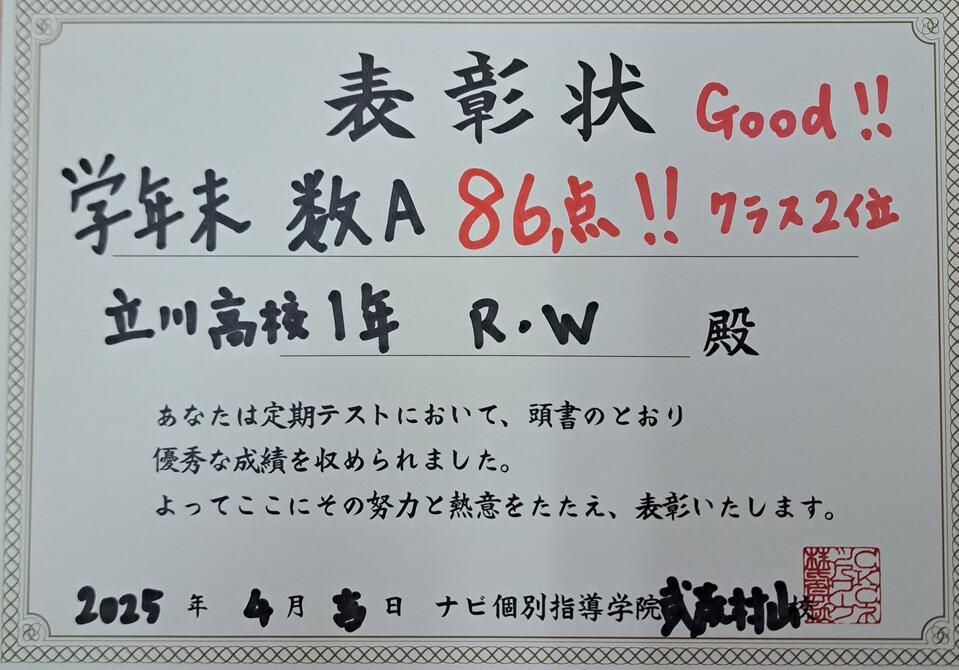 表彰状 Good!!
学年末 数A 86点!! クラス2位
立川高校1年 R・W 殿
あなたは定期テストにおいて、頭書のとおり
優秀な成績を収められました。
よってここにその努力と熱意をたたえ、表彰いたします。
2025年4月吉日 ナビ個別指導学院武蔵村山校